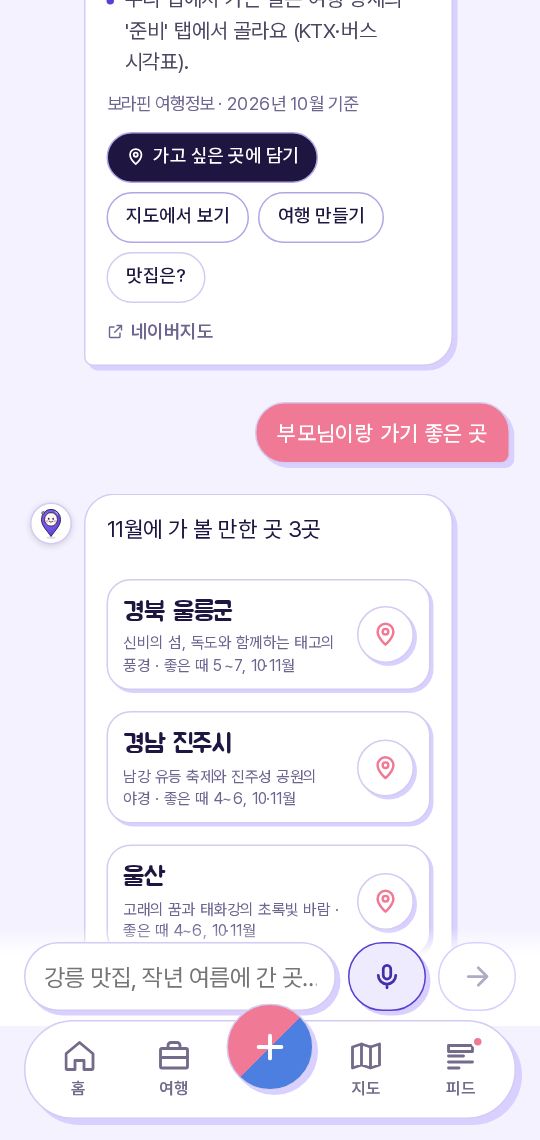 '준비' 탭에서 골라요 (KTX·버스
시각표).
보라핀 여행정보 · 2026년 10월 기준
가고 싶은 곳에 담기
지도에서 보기
여행 만들기
맛집은?
네이버지도
부모님이랑 가기 좋은 곳
11월에 가 볼 만한 곳 3곳
경북 울릉군
신비의 섬, 독도와 함께하는 태고의
풍경 · 좋은 때 5~7, 10·11월
경남 진주시
남강 유등 축제와 진주성 공원의
야경 · 좋은 때 4~6, 10·11월
울산
고래의 꿈과 태화강의 초록빛 바람 ·
좋은 때 4~6, 10·11월
강릉 맛집, 작년 여름에 간 곳...
홈
여행
지도
피드